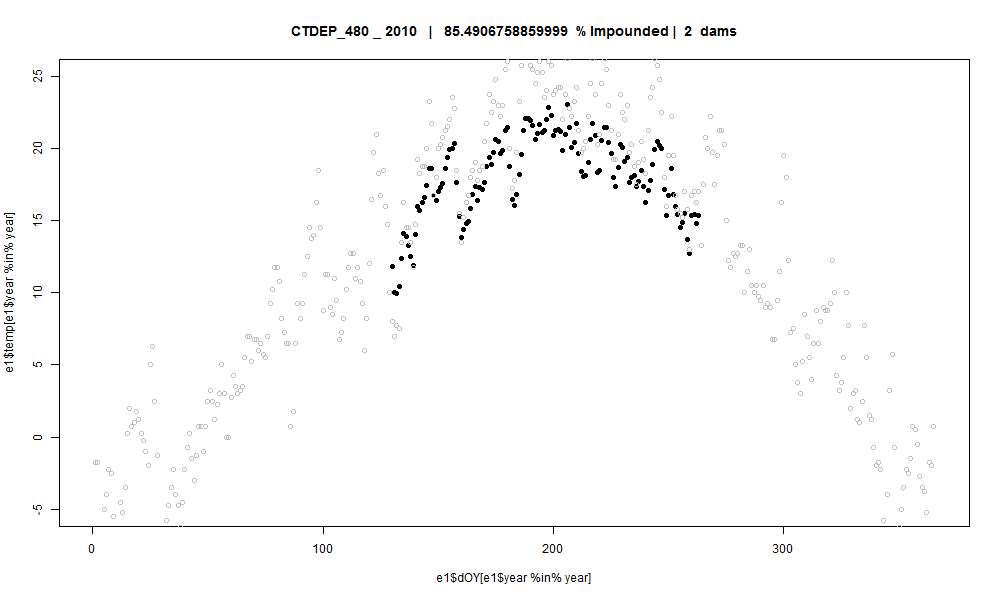 CTDEP_480 _ 2010 | 85.4906758859999 % Impounded | 2 dams
25
20
15
10
5
0
-5
e1$temp[e1$year %in% year]
0 100 200 300
e1$dOY[e1$year %in% year]